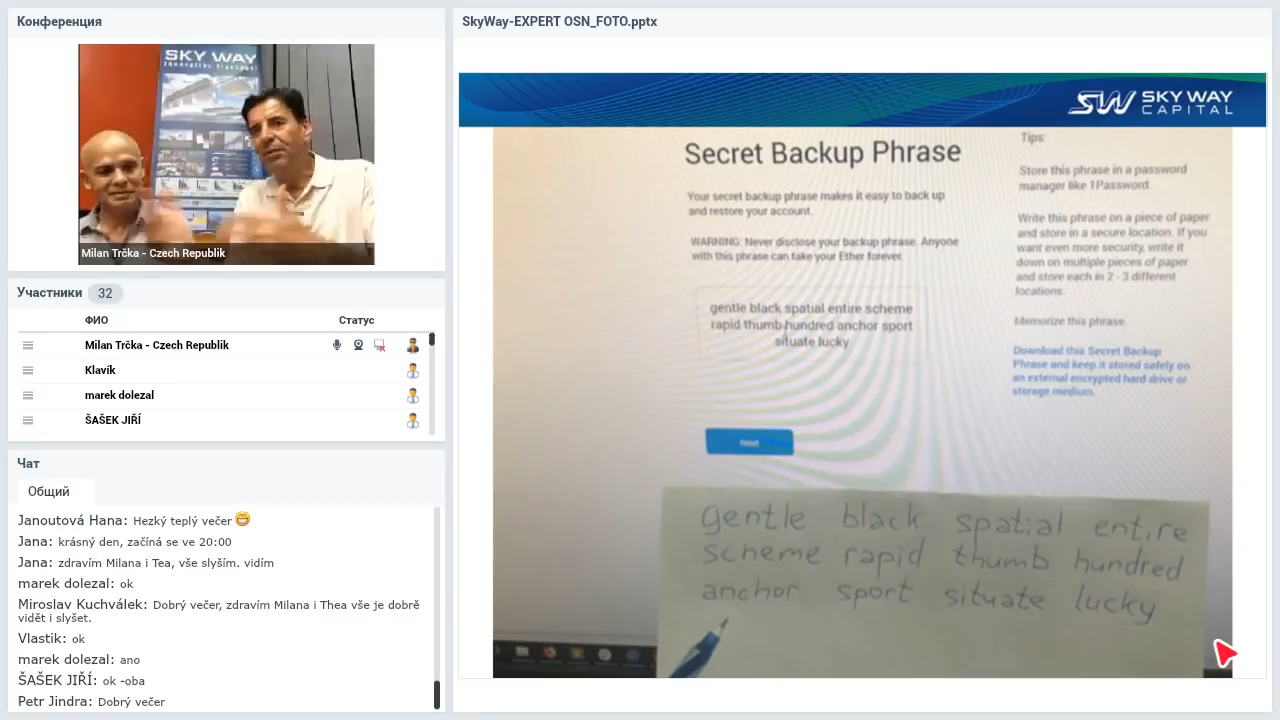 Конференция
SKY WAY
Milan Trčka - Czech Republik
Участники 32
ФИО Статус
Milan Trčka - Czech Republik
Klavík
marek dolezal
ŠAŠEK JIŘÍ
Чат
Общий
Janoutová Hana: Hezký teplý večer
Jana: krásný den, začíná se ve 20:00
Jana: zdravím Milana i Tea, vše slyším. vidím
marek dolezal: ok
Miroslav Kuchválek: Dobrý večer, zdravím Milana i Thea vše je dobrě
vidět i slyšet.
Vlastik: ok
marek dolezal: ano
ŠAŠEK JIŘÍ: ok -oba
Petr Jindra: Dobrý večer
SkyWay-EXPERT OSN_FOTO.pptx
SW SKY WAY
CAPITAL
Secret Backup Phrase
Your secret backup phrase makes it easy to back up
and restore your account.
WARNING: Never disclose your backup phrase. Anyone
with this phrase can take your Ether forever.
gentle black spatial entire scheme
rapid thumb hundred anchor sport
situate lucky
Next
Tips:
Store this phrase in a password
manager like 1Password.
Write this phrase on a piece of paper
and store in a secure location. If you
want even more security, write it
down on multiple pieces of paper
and store each in 2 - 3 different
locations.
Memorize this phrase.
Download this Secret Backup
Phrase and keep it stored safely on
an external encrypted hard drive or
storage medium.
gentle black spatial entire
scheme rapid thumb hundred
anchor sport situate lucky